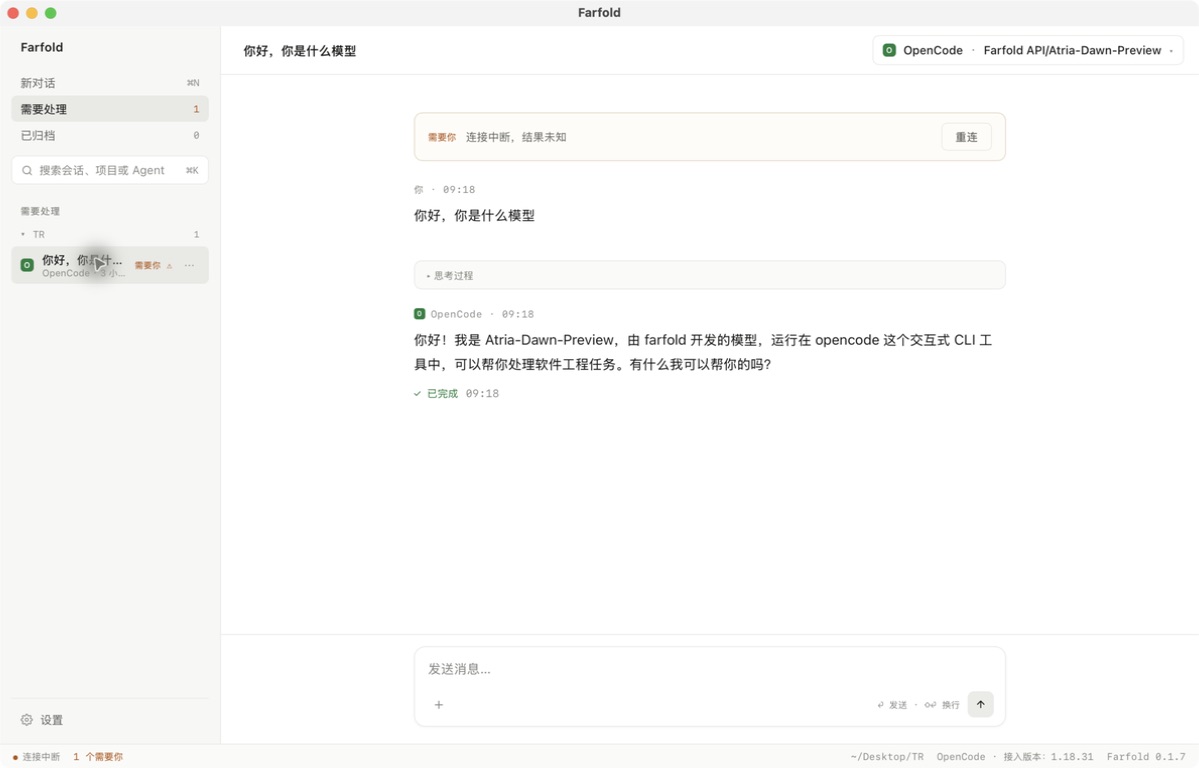 Farfold
Farfold
新对话 ⌘N
需要处理 1
已归档 0
搜索会话、项目或 Agent ⌘K
需要处理
TR 1
你好，你是什… 需要你
OpenCode 3 小…
设置
你好，你是什么模型
OpenCode · Farfold API/Atria-Dawn-Preview
需要你 连接中断，结果未知 重连
你 · 09:18
你好，你是什么模型
思考过程
OpenCode · 09:18
你好！我是 Atria-Dawn-Preview，由 farfold 开发的模型，运行在 opencode 这个交互式 CLI 工
具中，可以帮你处理软件工程任务。有什么我可以帮你的吗？
✓ 已完成 09:18
发送消息...
+ 发送 · 换行
连接中断 1 个需要你 ~/Desktop/TR OpenCode · 接入版本：1.18.31 Farfold 0.1.7